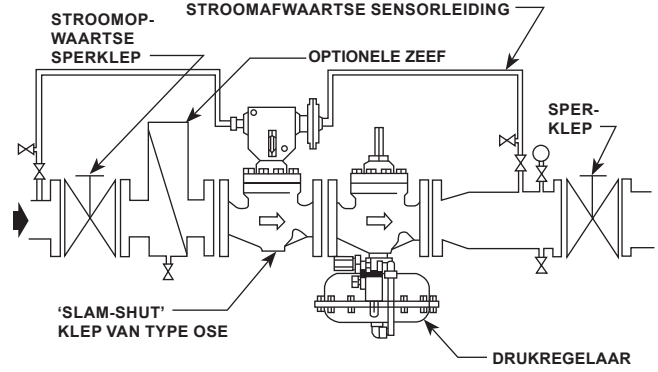 STROOMAFWAARTSE SENSORLEIDING
STROOMOP-
WAARTSE
SPERKLEP
OPTIONELE ZEEF
SPER-
KLEP
‘SLAM-SHUT’
KLEP VAN TYPE OSE
DRUKREGELAAR